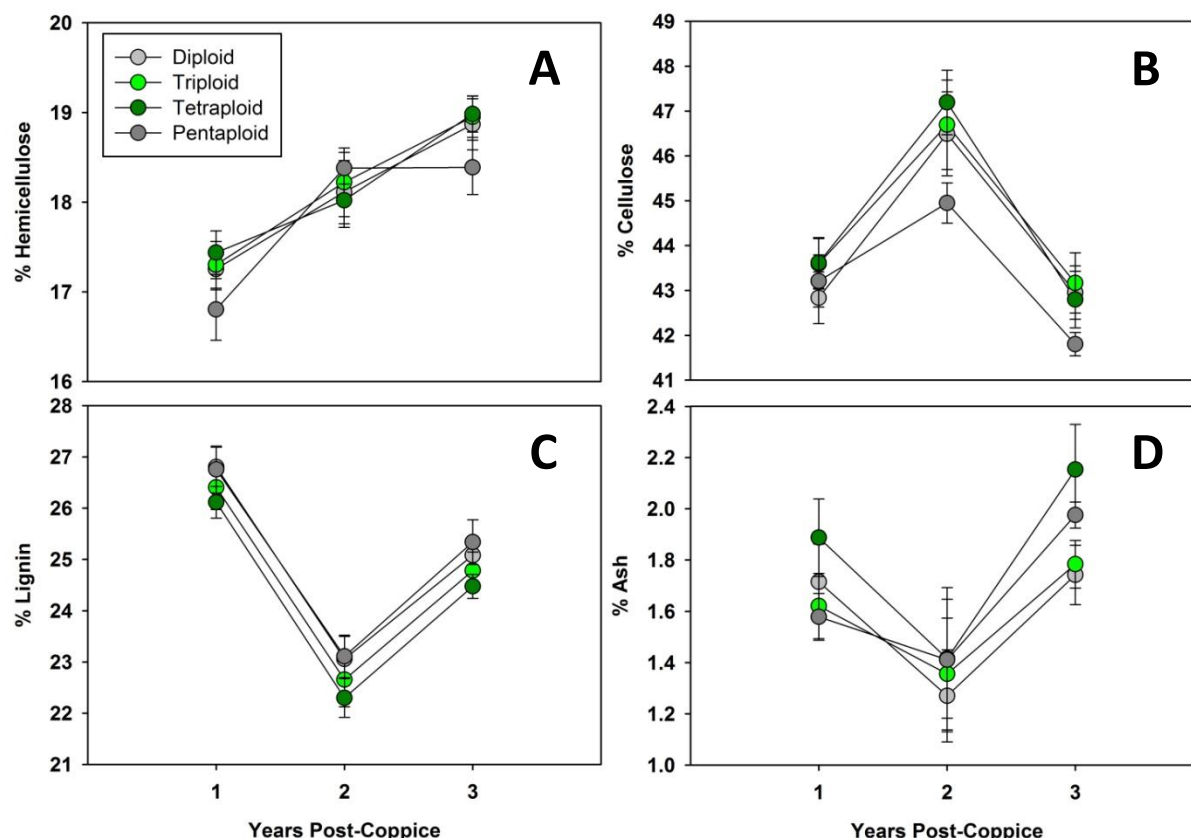 20
19
18
17
16
% Hemicellulose
Diploid
Triploid
Tetraploid
Pentaploid
A
49
48
47
46
45
44
43
42
41
% Cellulose
B
28
27
26
25
24
23
22
21
% Lignin
C
1 2 3
Years Post-Coppice
2.4
2.2
2.0
1.8
1.6
1.4
1.2
1.0
% Ash
D
1 2 3
Years Post-Coppice